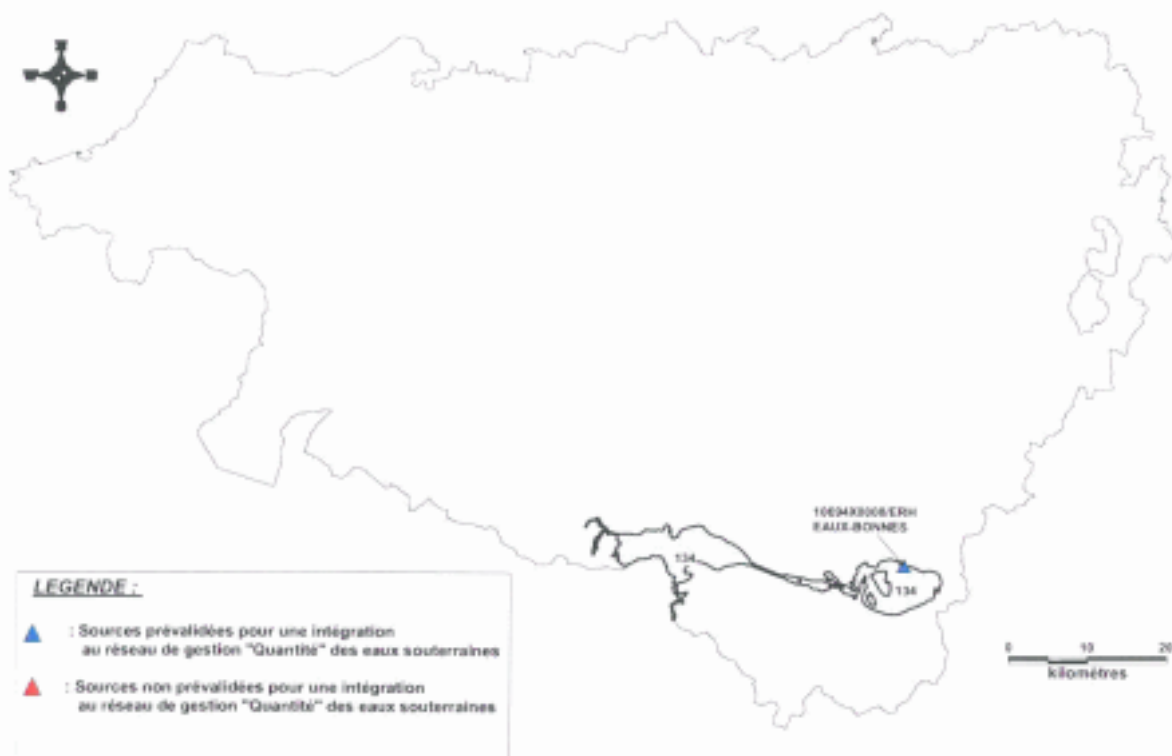 10694X0008/ERH
EAUX-BONNES
134
134
LEGENDE :
: Sources prévalidées pour une intégration
au réseau de gestion "Quantité" des eaux souterraines
: Sources non prévalidées pour une intégration
au réseau de gestion "Quantité" des eaux souterraines
0 10 20
kilomètres